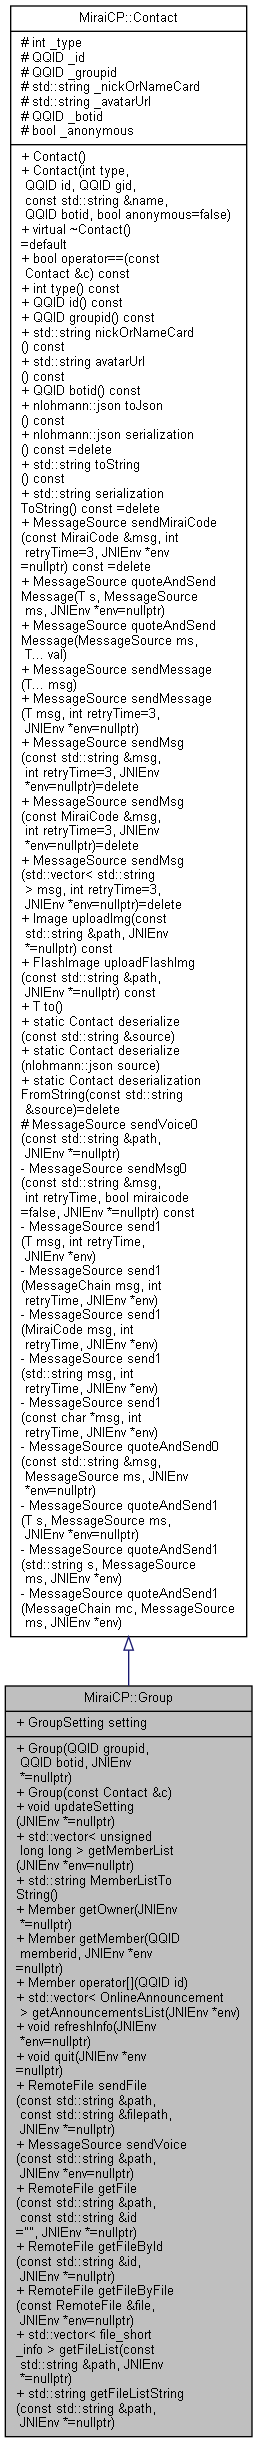 MiraiCP::Contact
# int _type
# QQID _id
# QQID _groupid
# std::string _nickOrNameCard
# std::string _avatarUrl
# QQID _botid
# bool _anonymous
+ Contact()
+ Contact(int type,
QQID id, QQID gid,
const std::string &name,
QQID botid, bool anonymous=false)
+ virtual ~Contact()
=default
+ bool operator==(const
Contact &c) const
+ int type() const
+ QQID id() const
+ QQID groupid() const
+ std::string nickOrNameCard
() const
+ std::string avatarUrl
() const
+ QQID botid() const
+ nlohmann::json toJson
() const
+ nlohmann::json serialization
() const =delete
+ std::string toString
() const
+ std::string serialization
ToString() const =delete
+ MessageSource sendMiraiCode
(const MiraiCode &msg, int
retryTime=3, JNIEnv *env
=nullptr) const =delete
+ MessageSource quoteAndSend
Message(T s, MessageSource
ms, JNIEnv *env=nullptr)
+ MessageSource quoteAndSend
Message(MessageSource ms,
T... val)
+ MessageSource sendMessage
(T... msg)
+ MessageSource sendMessage
(T msg, int retryTime=3,
JNIEnv *env=nullptr)
+ MessageSource sendMsg
(const std::string &msg,
int retryTime=3, JNIEnv
*env=nullptr)=delete
+ MessageSource sendMsg
(const MiraiCode &msg,
int retryTime=3, JNIEnv
*env=nullptr)=delete
+ MessageSource sendMsg
(std::vector< std::string
> msg, int retryTime=3,
JNIEnv *env=nullptr)=delete
+ Image uploadImg(const
std::string &path, JNIEnv
*=nullptr) const
+ FlashImage uploadFlashImg
(const std::string &path,
JNIEnv *=nullptr) const
+ T to()
+ static Contact deserialize
(const std::string &source)
+ static Contact deserialize
(nlohmann::json source)
+ static Contact deserialization
FromString(const std::string
&source)=delete
# MessageSource sendVoice0
(const std::string &path,
JNIEnv *=nullptr)
- MessageSource sendMsg0
(const std::string &msg,
int retryTime, bool miraicode
=false, JNIEnv *=nullptr) const
- MessageSource send1
(T msg, int retryTime,
JNIEnv *env)
- MessageSource send1
(MessageChain msg, int
retryTime, JNIEnv *env)
- MessageSource send1
(MiraiCode msg, int
retryTime, JNIEnv *env)
- MessageSource send1
(std::string msg, int
retryTime, JNIEnv *env)
- MessageSource send1
(const char *msg, int
retryTime, JNIEnv *env)
- MessageSource quoteAndSend0
(const std::string &msg,
MessageSource ms, JNIEnv
*env=nullptr)
- MessageSource quoteAndSend1
(T s, MessageSource ms,
JNIEnv *env=nullptr)
- MessageSource quoteAndSend1
(std::string s, MessageSource
ms, JNIEnv *env)
- MessageSource quoteAndSend1
(MessageChain mc, MessageSource
ms, JNIEnv *env)
MiraiCP::Group
+ GroupSetting setting
+ Group(QQID groupid,
QQID botid, JNIEnv
*=nullptr)
+ Group(const Contact &c)
+ void updateSetting
(JNIEnv *=nullptr)
+ std::vector< unsigned
long long > getMemberList
(JNIEnv *env=nullptr)
+ std::string MemberListTo
String()
+ Member getOwner(JNIEnv
*=nullptr)
+ Member getMember(QQID
memberid, JNIEnv *env
=nullptr)
+ Member operator[](QQID id)
+ std::vector< OnlineAnnouncement
> getAnnouncementsList(JNIEnv *env)
+ void refreshInfo(JNIEnv
*env=nullptr)
+ void quit(JNIEnv *env
=nullptr)
+ RemoteFile sendFile
(const std::string &path,
const std::string &filepath,
JNIEnv *=nullptr)
+ MessageSource sendVoice
(const std::string &path,
JNIEnv *env=nullptr)
+ RemoteFile getFile
(const std::string &path,
const std::string &id
="", JNIEnv *=nullptr)
+ RemoteFile getFileById
(const std::string &id,
JNIEnv *=nullptr)
+ RemoteFile getFileByFile
(const RemoteFile &file,
JNIEnv *env=nullptr)
+ std::vector< file_short
_info > getFileList(const
std::string &path, JNIEnv
*=nullptr)
+ std::string getFileListString
(const std::string &path,
JNIEnv *=nullptr)